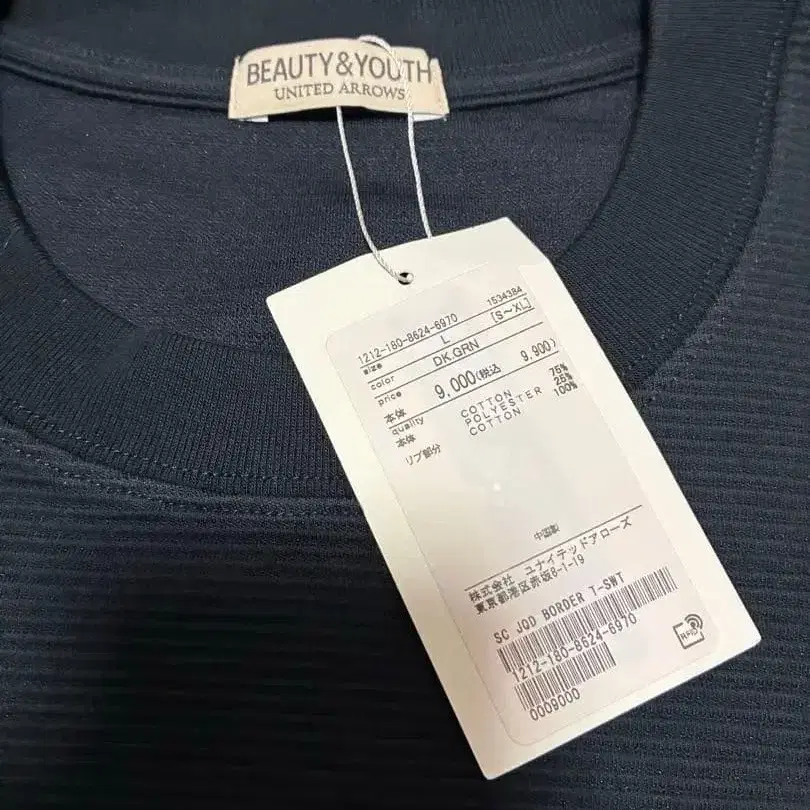 BEAUTY&YOUTH
UNITED ARROWS
1212-180-8624-6970 1534384
size L [S～XL]
color DK.GRN
price 9,000(税込 9,900)
本体
quality COTTON 75%
本体 POLYESTER 25%
リブ部分 COTTON 100%
中国製
株式会社 ユナイテッドアローズ
東京都港区赤坂8-1-19
SC JQD BORDER T-SWT
1212-180-8624-6970
0009000
RFID